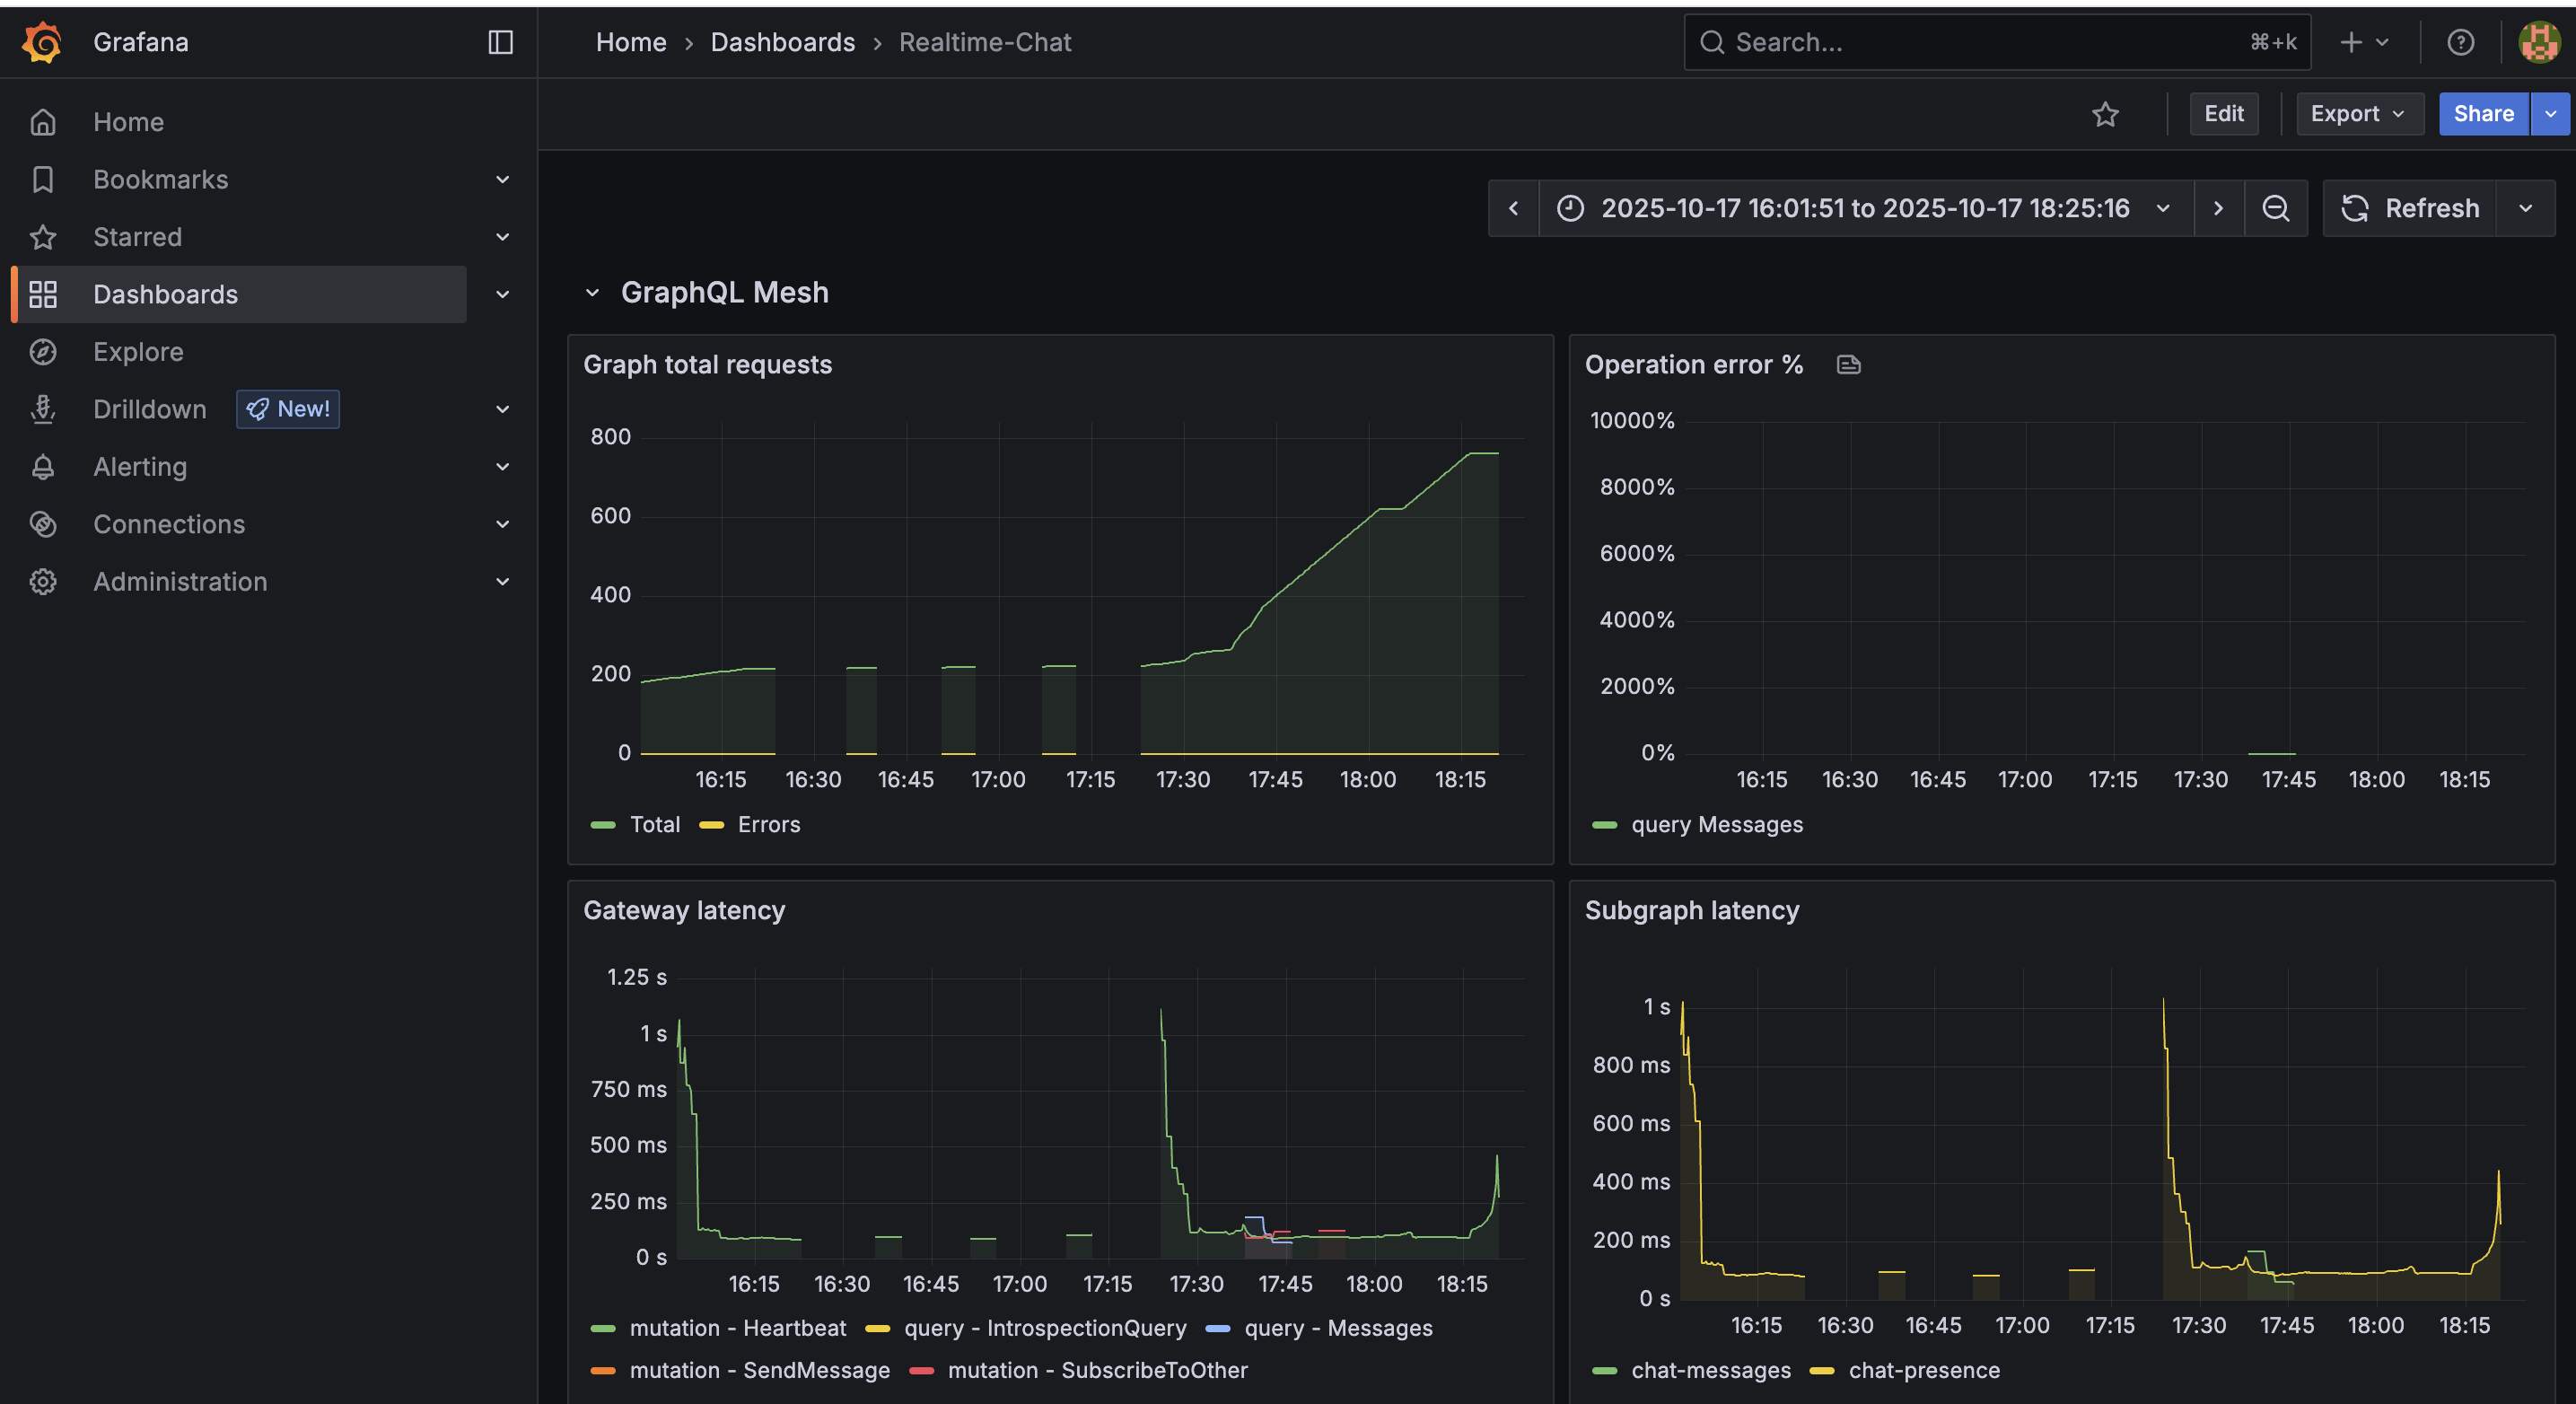 Grafana
Home › Dashboards › Realtime-Chat
Search...
⌘+k
Home
Bookmarks
Starred
Dashboards
Explore
Drilldown
New!
Alerting
Connections
Administration
Edit
Export
Share
2025-10-17 16:01:51 to 2025-10-17 18:25:16
Refresh
GraphQL Mesh
Graph total requests
800
600
400
200
0
16:15 16:30 16:45 17:00 17:15 17:30 17:45 18:00 18:15
Total Errors
Operation error %
10000%
8000%
6000%
4000%
2000%
0%
16:15 16:30 16:45 17:00 17:15 17:30 17:45 18:00 18:15
query Messages
Gateway latency
1.25 s
1 s
750 ms
500 ms
250 ms
0 s
16:15 16:30 16:45 17:00 17:15 17:30 17:45 18:00 18:15
mutation - Heartbeat query - IntrospectionQuery query - Messages
mutation - SendMessage mutation - SubscribeToOther
Subgraph latency
1 s
800 ms
600 ms
400 ms
200 ms
0 s
16:15 16:30 16:45 17:00 17:15 17:30 17:45 18:00 18:15
chat-messages chat-presence